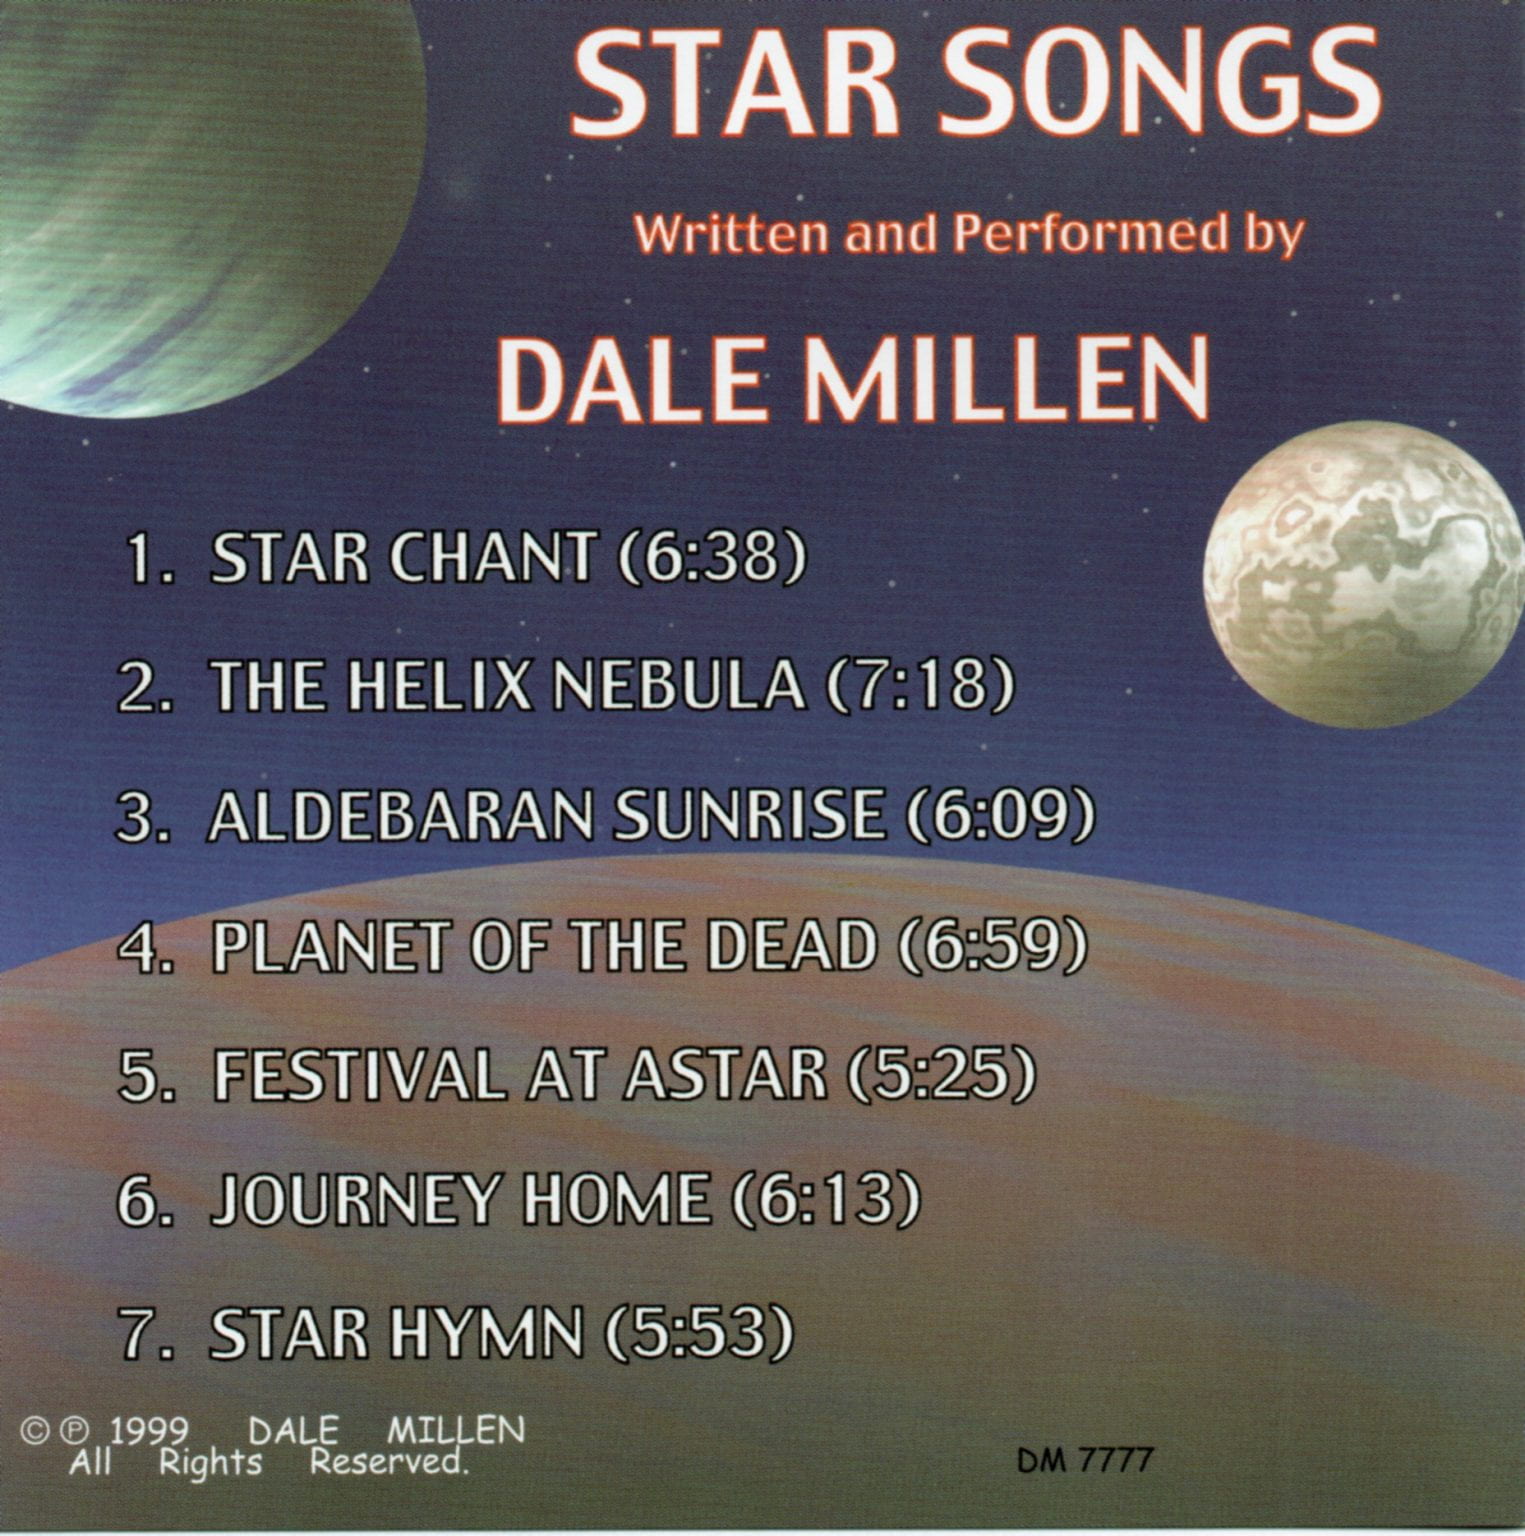 STAR SONGS
Written and Performed by
DALE MILLEN
1. STAR CHANT (6:38)
2. THE HELIX NEBULA (7:18)
3. ALDEBARAN SUNRISE (6:09)
4. PLANET OF THE DEAD (6:59)
5. FESTIVAL AT ASTAR (5:25)
6. JOURNEY HOME (6:13)
7. STAR HYMN (5:53)
© ℗ 1999 DALE MILLEN
All Rights Reserved.
DM 7777